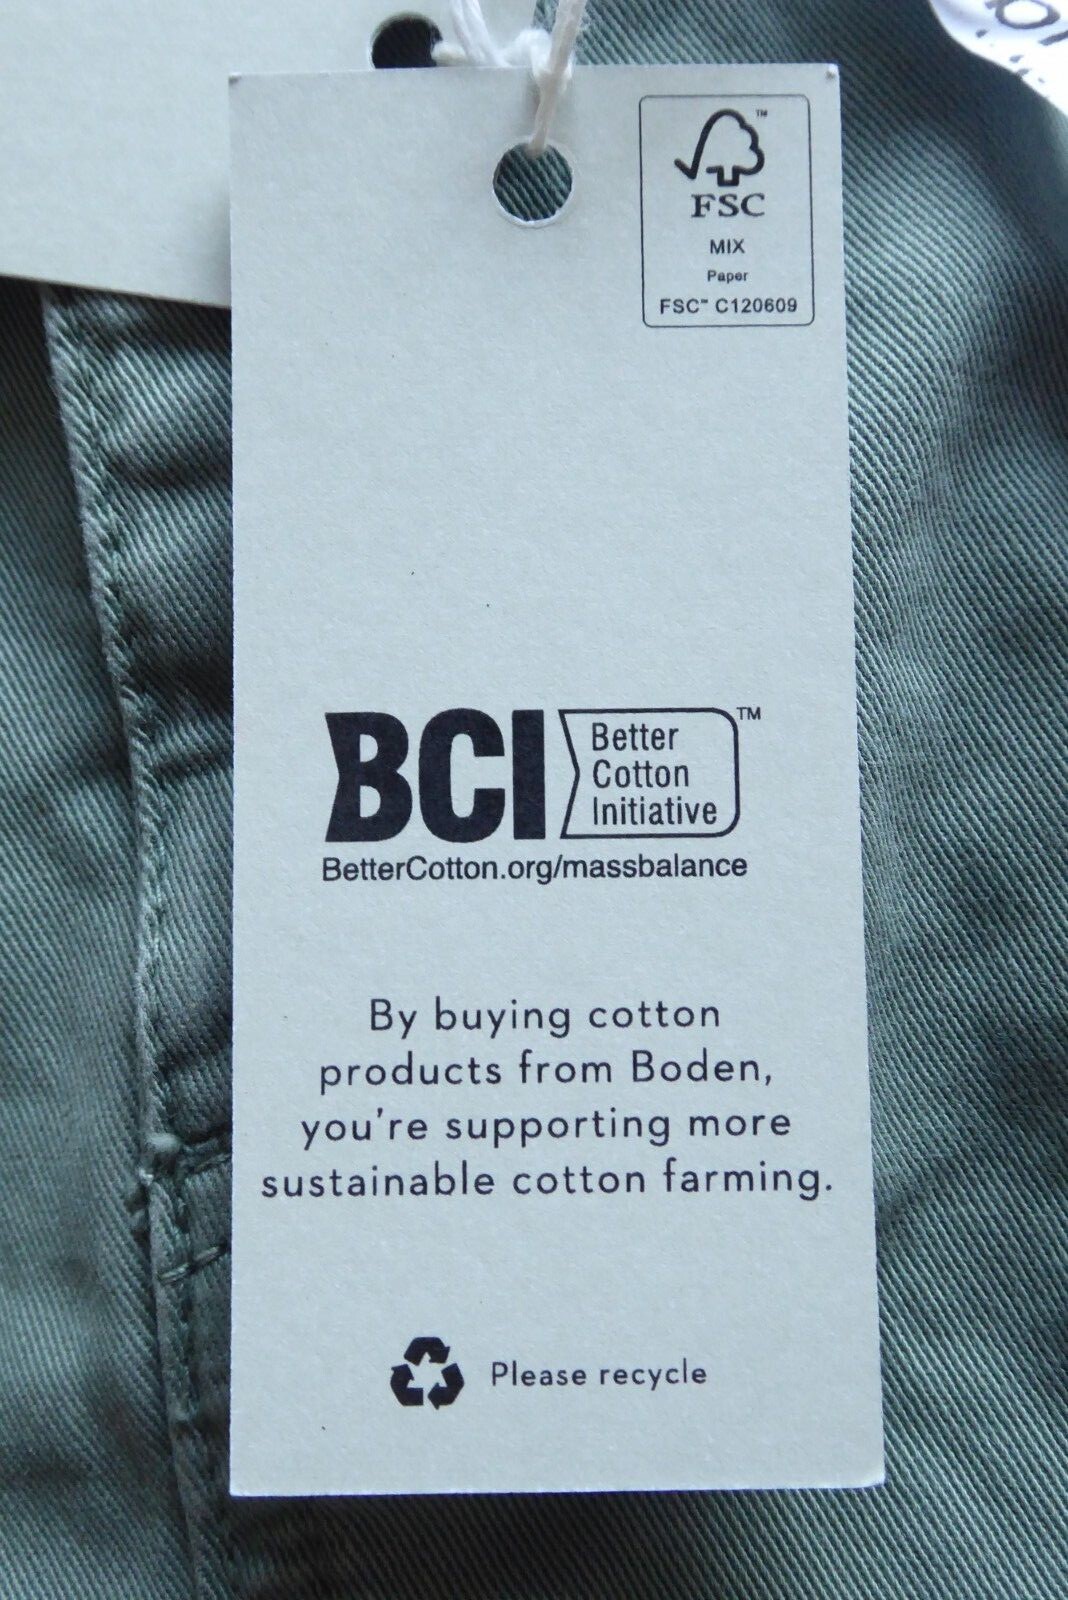 ™
FSC
MIX
Paper
FSC™ C120609
BCI
Better
Cotton
Initiative
™
BetterCotton.org/massbalance
By buying cotton
products from Boden,
you're supporting more
sustainable cotton farming.
Please recycle